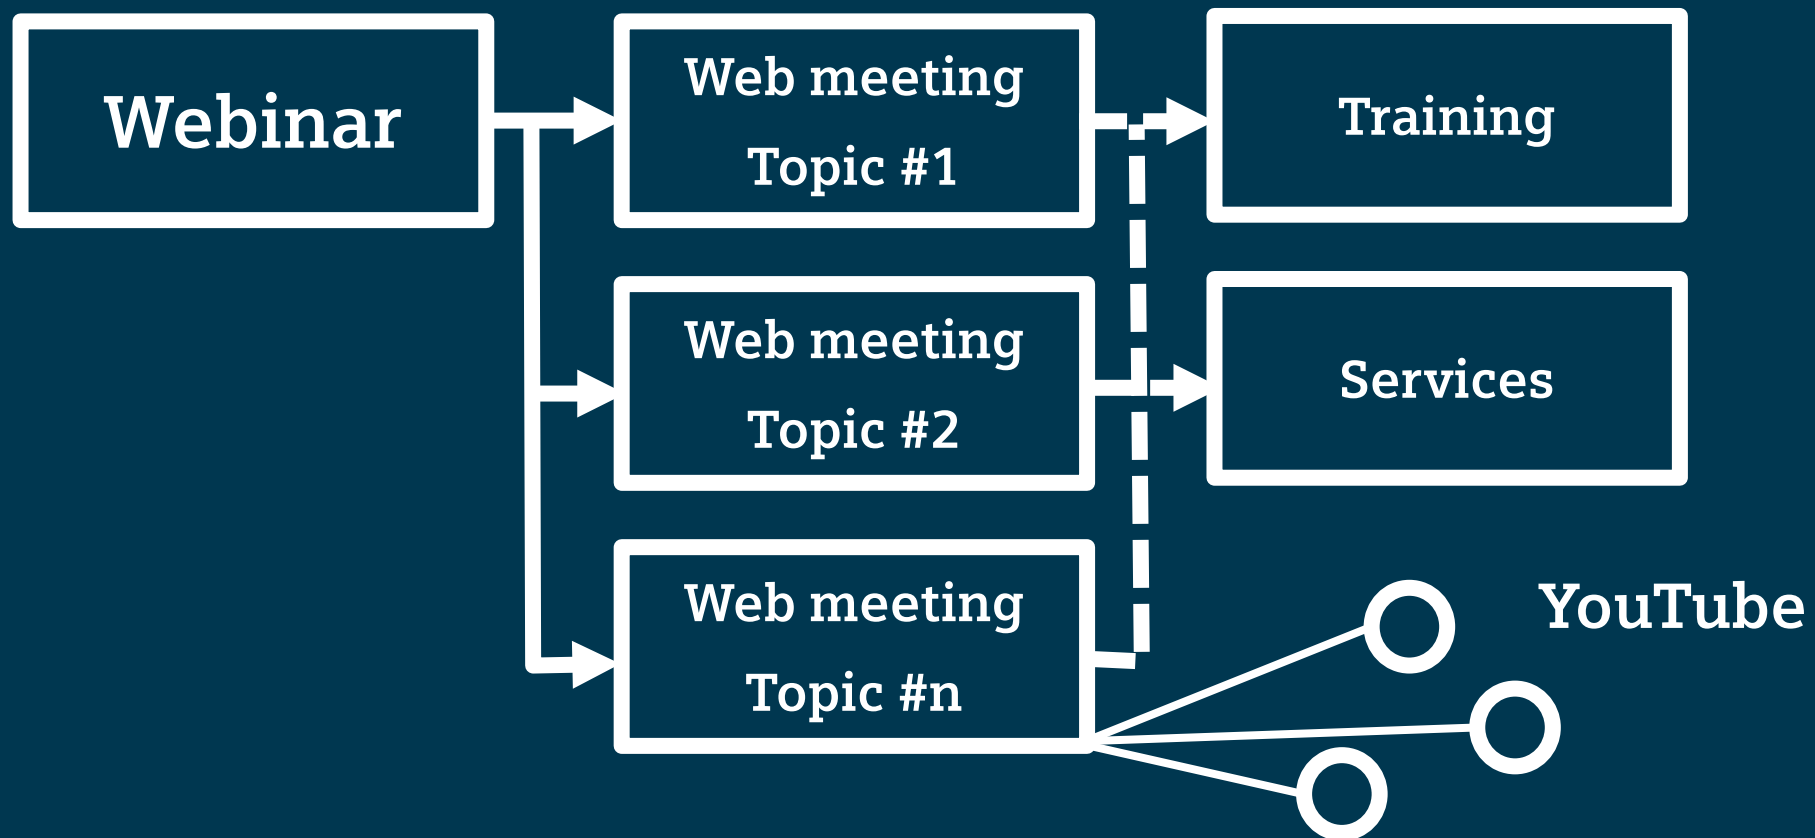 Webinar
Web meeting
Topic #1
Training
Web meeting
Topic #2
Services
Web meeting
Topic #n
YouTube